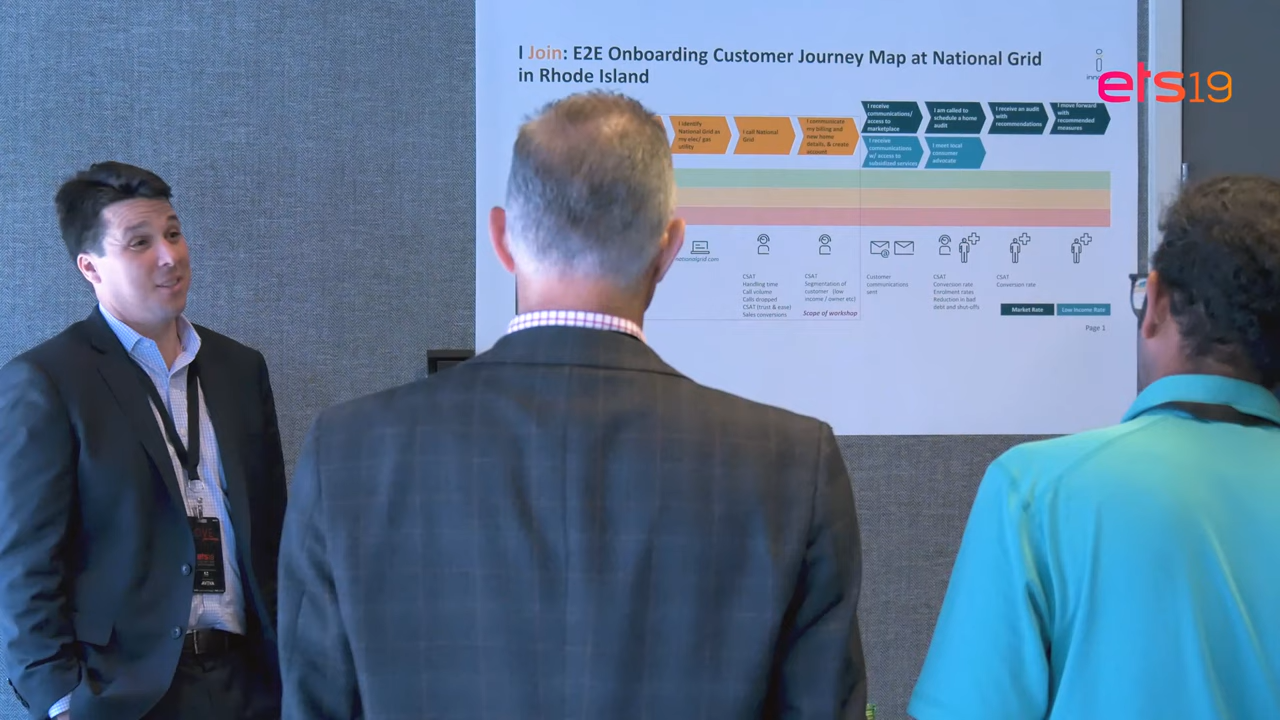 I Join: E2E Onboarding Customer Journey Map at National Grid
in Rhode Island
ets19
I identify
National Grid as
me elec/ gas
utility
I call National
Grid
I communicate
my billing and
new home
details, & create
account
I receive
communications/
access to
marketplace
I am called to
schedule a home
audit
I receive an audit
with
recommendations
I move forward
with
recommended
measures
I receive
communications
w/ access to
subsidized services
I meet local
consumer
advocate
nationalgrid.com
CSAT
Handling time
Call volume
Calls dropped
CSAT (trust & ease)
Sales conversions
CSAT
Segmentation of
customer (low
income / owner etc)
Scope of workshop
Customer
communications
sent
CSAT
Conversion rate
Enrolment rates
Reduction in bad
debt and shut-offs
CSAT
Conversion rate
Market Rate
Low Income Rate
Page 1